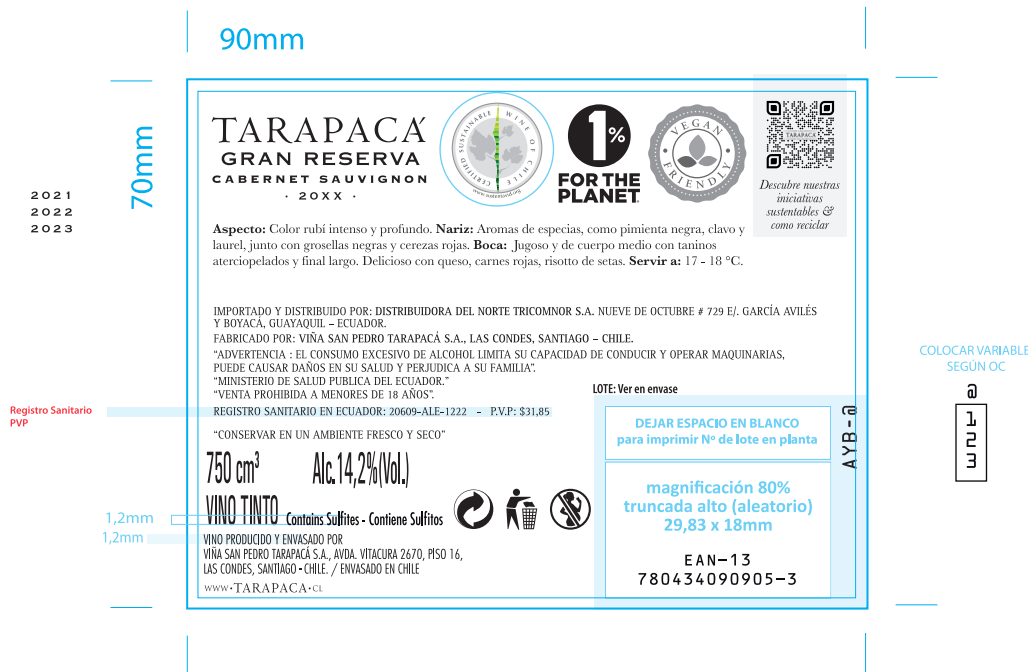 90mm
70mm
2021
2022
2023
TARAPACÁ
GRAN RESERVA
CABERNET SAUVIGNON
· 20XX ·
CERTIFIED SUSTAINABLE WINE OF CHILE
1%
FOR THE
PLANET
VEGAN
FRIENDLY
TARAPACÁ
Descubre nuestras
iniciativas
sustentables &
como reciclar
Aspecto: Color rubí intenso y profundo. Nariz: Aromas de especias, como pimienta negra, clavo y
laurel, junto con grosellas negras y cerezas rojas. Boca: Jugoso y de cuerpo medio con taninos
aterciopelados y final largo. Delicioso con queso, carnes rojas, risotto de setas. Servir a: 17 - 18 °C.
IMPORTADO Y DISTRIBUIDO POR: DISTRIBUIDORA DEL NORTE TRICOMNOR S.A. NUEVE DE OCTUBRE # 729 E/. GARCÍA AVILÉS
Y BOYACÁ, GUAYAQUIL – ECUADOR.
FABRICADO POR: VIÑA SAN PEDRO TARAPACÁ S.A., LAS CONDES, SANTIAGO – CHILE.
“ADVERTENCIA : EL CONSUMO EXCESIVO DE ALCOHOL LIMITA SU CAPACIDAD DE CONDUCIR Y OPERAR MAQUINARIAS,
PUEDE CAUSAR DAÑOS EN SU SALUD Y PERJUDICA A SU FAMILIA”.
“MINISTERIO DE SALUD PUBLICA DEL ECUADOR.”
“VENTA PROHIBIDA A MENORES DE 18 AÑOS”.
Registro Sanitario
PVP
REGISTRO SANITARIO EN ECUADOR: 20609-ALE-1222 – P.V.P: $31,85
“CONSERVAR EN UN AMBIENTE FRESCO Y SECO”
LOTE: Ver en envase
DEJAR ESPACIO EN BLANCO
para imprimir Nº de lote en planta
AYB-a
COLOCAR VARIABLE
SEGÚN OC
750 cm³ Alc.14,2%(Vol.)
VINO TINTO Contains Sulfites - Contiene Sulfitos
1,2mm
1,2mm
VINO PRODUCIDO Y ENVASADO POR
VIÑA SAN PEDRO TARAPACÁ S.A., AVDA. VITACURA 2670, PISO 16,
LAS CONDES, SANTIAGO - CHILE. / ENVASADO EN CHILE
WWW·TARAPACA·CL
magnificación 80%
truncada alto (aleatorio)
29,83 x 18mm
EAN-13
780434090905-3